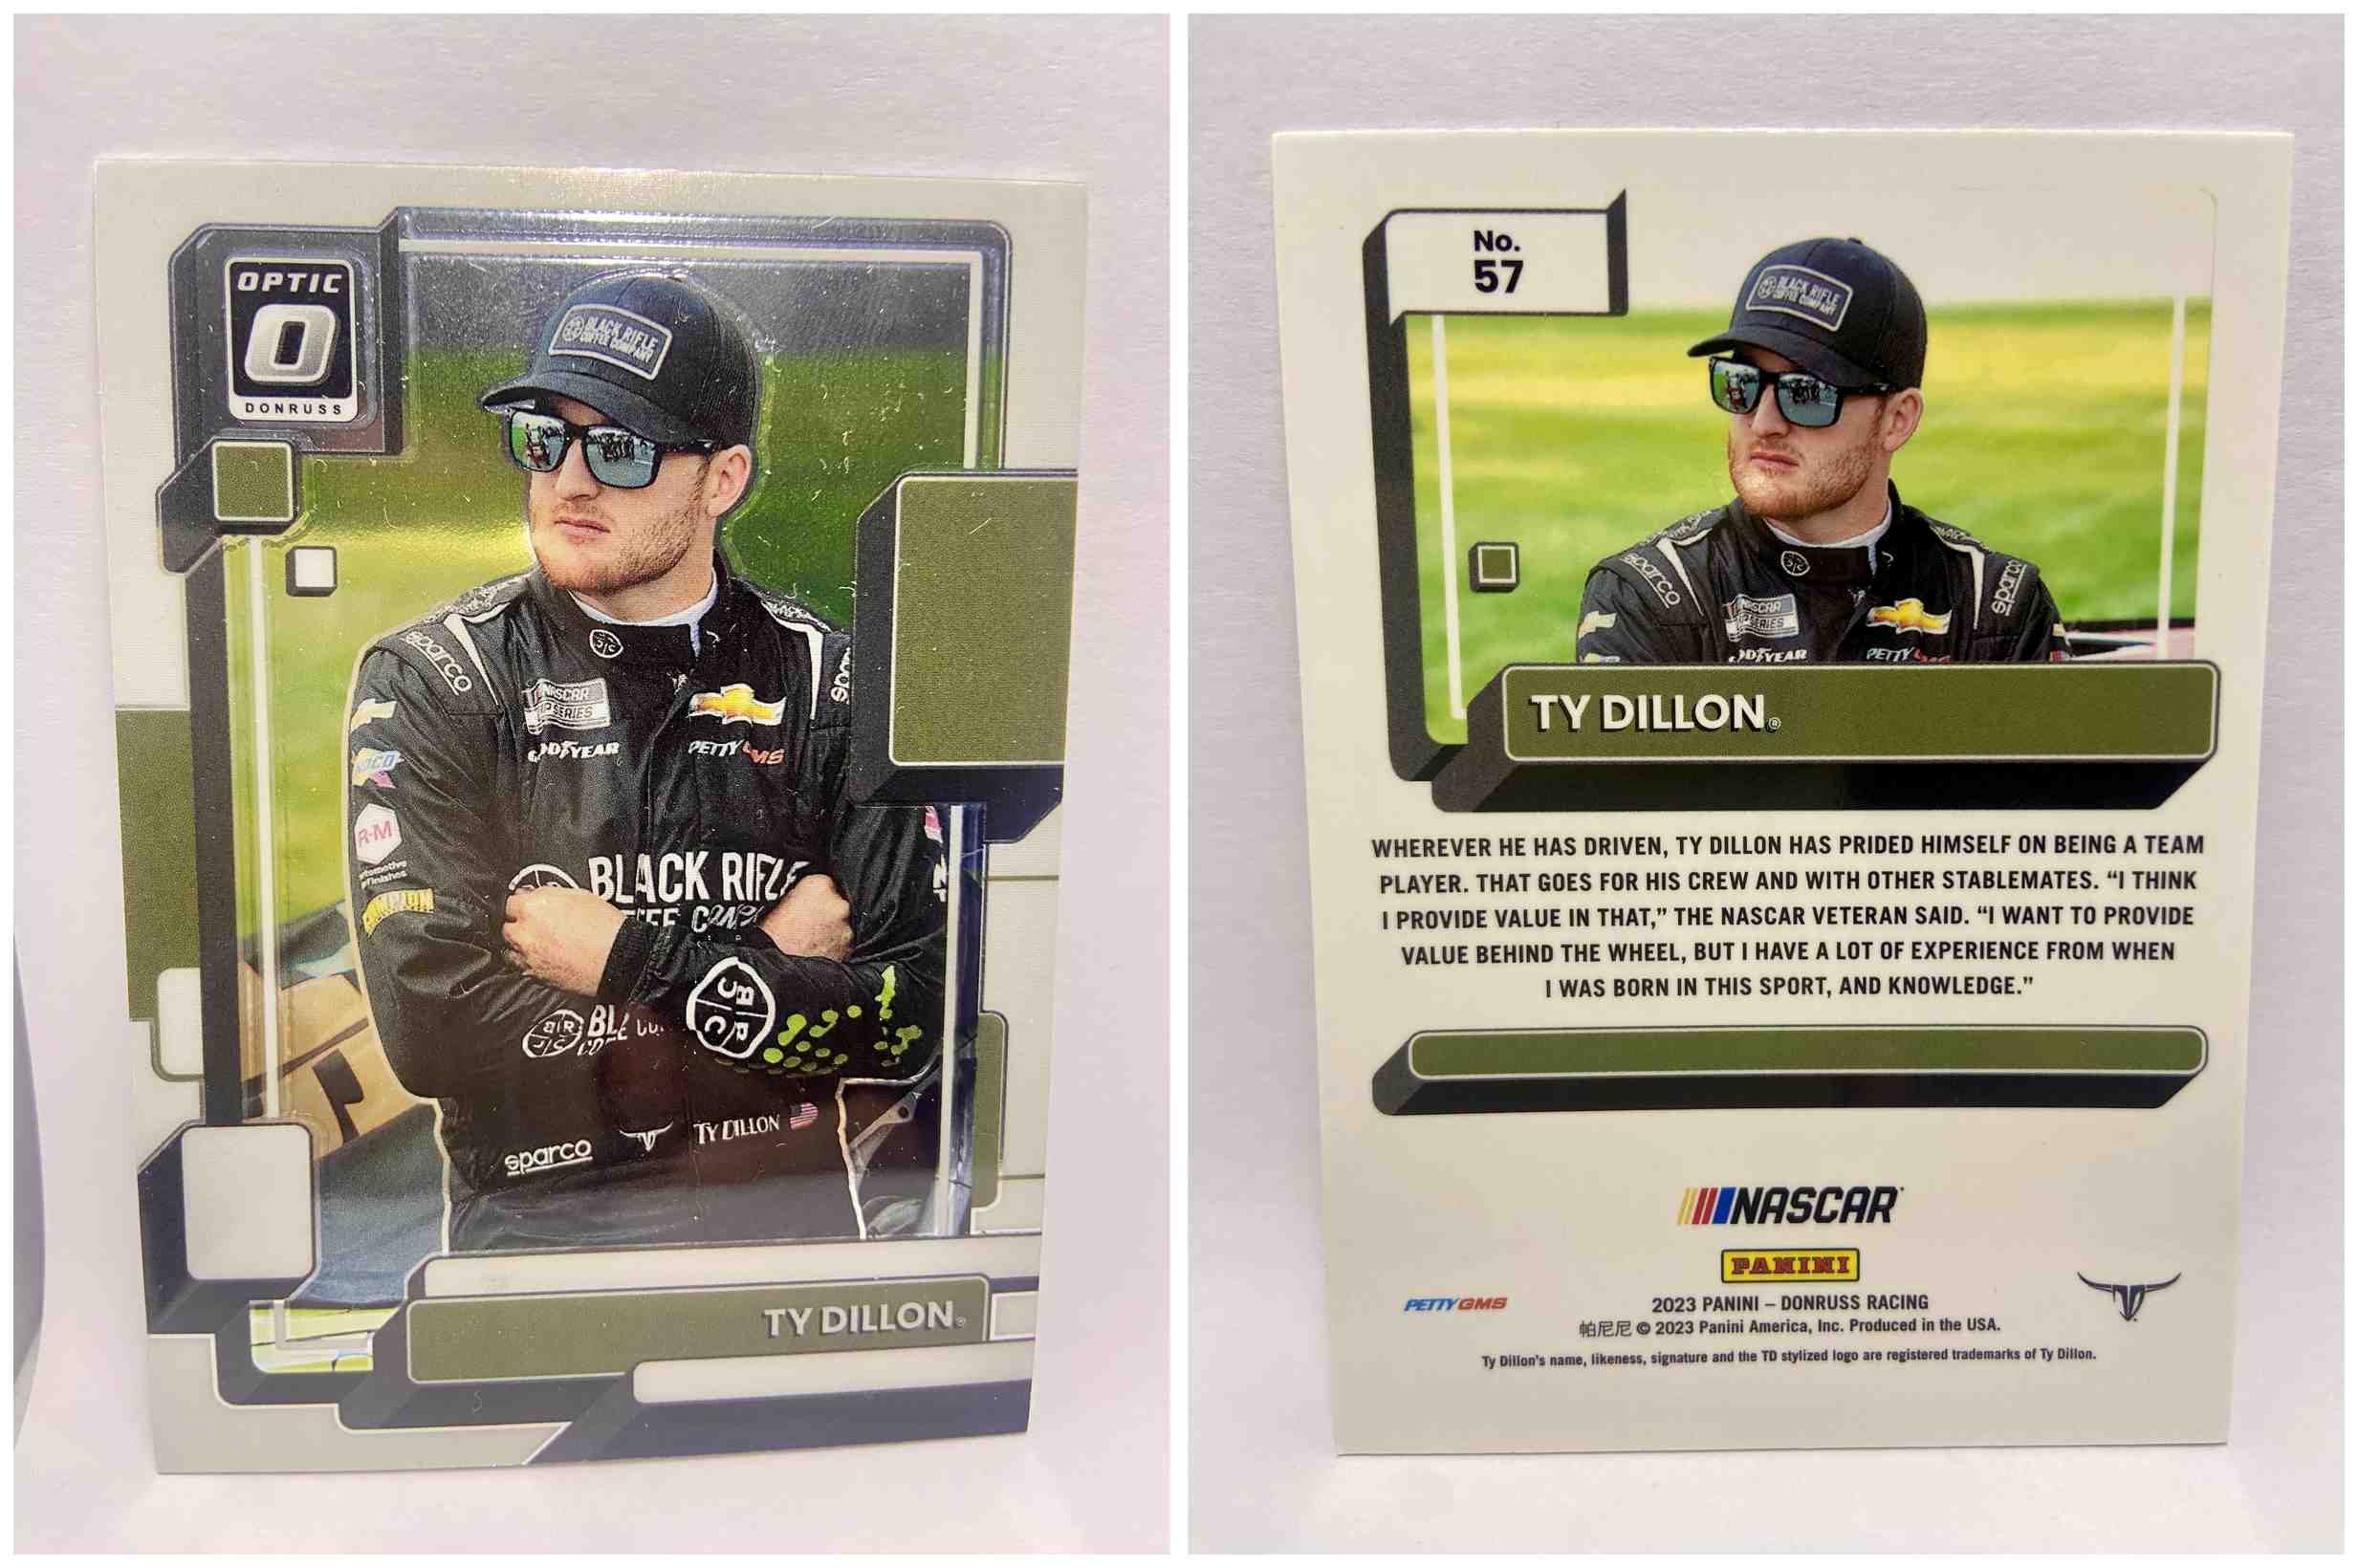 OPTIC
O
DONRUSS
BLACK RIFLE
COFFEE COMPANY
sparco
NASCAR
CUP SERIES
GOODYEAR
PETTY GMS
R-M
automotive
refinishes
CHAMPION
BLACK RIFLE
sparco
TY DILLON
TY DILLON®
No.
57
BLACK RIFLE
COFFEE COMPANY
sparco
sparco
NASCAR
SERIES
PETTY
TY DILLON®
WHEREVER HE HAS DRIVEN, TY DILLON HAS PRIDED HIMSELF ON BEING A TEAM
PLAYER. THAT GOES FOR HIS CREW AND WITH OTHER STABLEMATES. “I THINK
I PROVIDE VALUE IN THAT,” THE NASCAR VETERAN SAID. “I WANT TO PROVIDE
VALUE BEHIND THE WHEEL, BUT I HAVE A LOT OF EXPERIENCE FROM WHEN
I WAS BORN IN THIS SPORT, AND KNOWLEDGE.”
NASCAR
PANINI
PETTY GMS
2023 PANINI – DONRUSS RACING
帕尼尼 © 2023 Panini America, Inc. Produced in the USA.
Ty Dillon's name, likeness, signature and the TD stylized logo are registered trademarks of Ty Dillon.